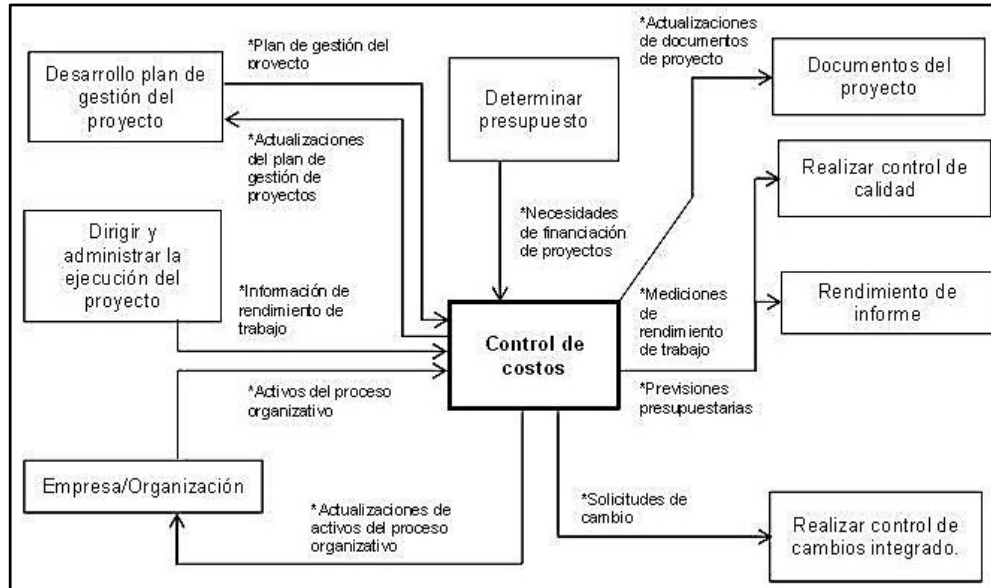 *Plan de gestión del
proyecto
Desarrollo plan de
gestión del
proyecto
*Actualizaciones
del plan de
gestión de
proyectos
Determinar
presupuesto
*Necesidades
de financiación
de proyectos
*Actualizaciones
de documentos
de proyecto
Documentos del
proyecto
Realizar control de
calidad
Dirigir y
administrar la
ejecución del
proyecto
*Información de
rendimiento de
trabajo
Control de
costos
*Mediciones
de
rendimiento
de trabajo
*Previsiones
presupuestarias
Rendimiento de
informe
*Activos del proceso
organizativo
Empresa/Organización
*Actualizaciones de
activos del proceso
organizativo
*Solicitudes de
cambio
Realizar control de
cambios integrado.